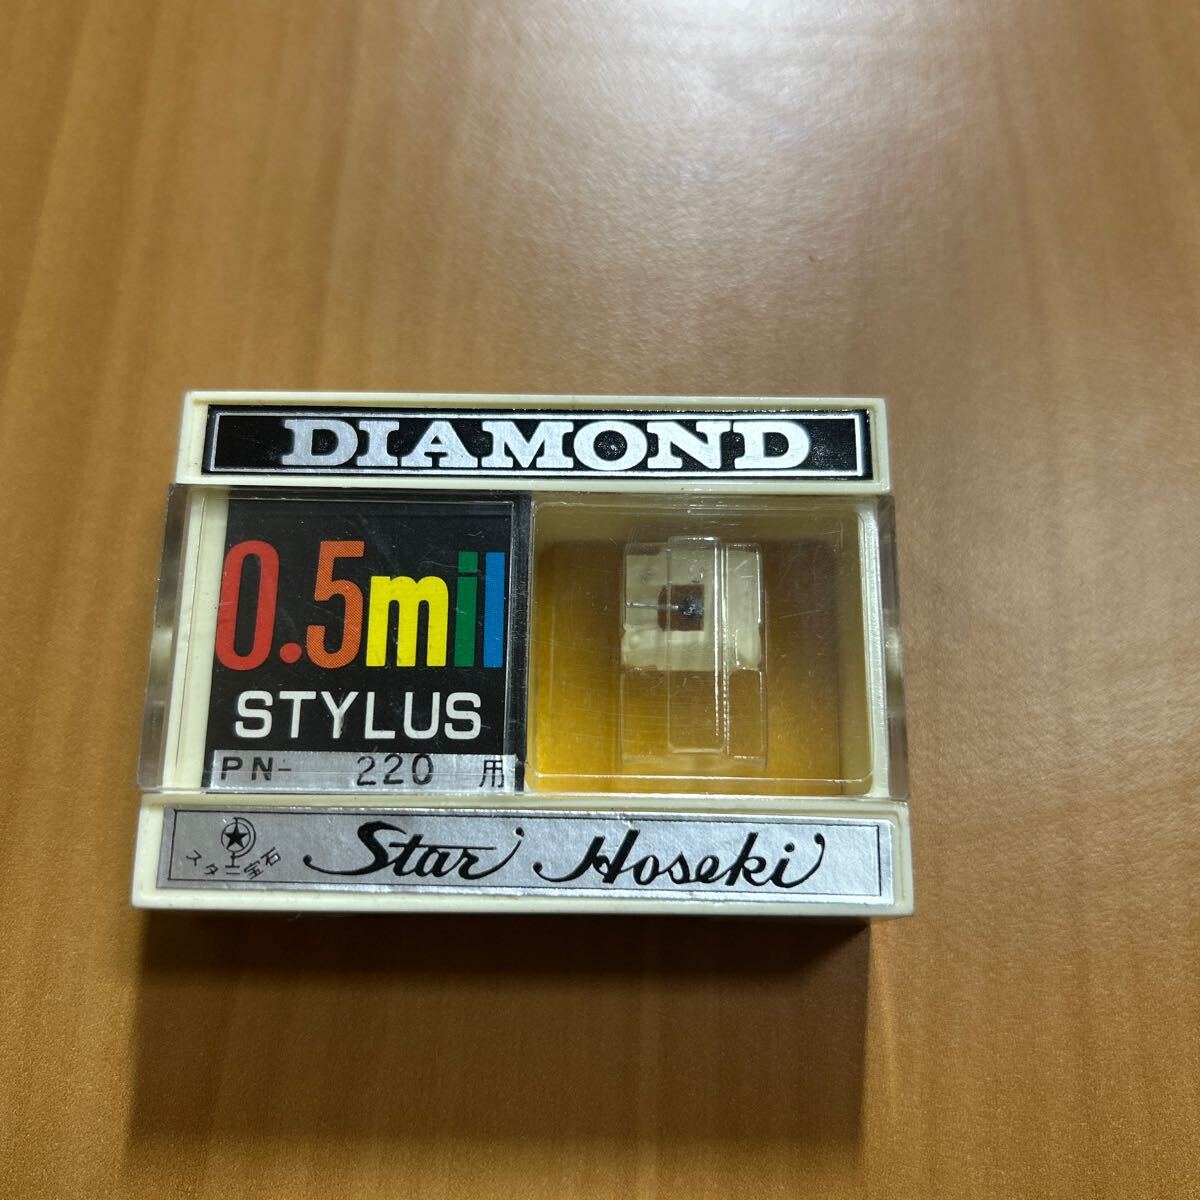 DIAMOND
0.5mil
STYLUS
PN- 220 用
スター宝石
Star Hoseki